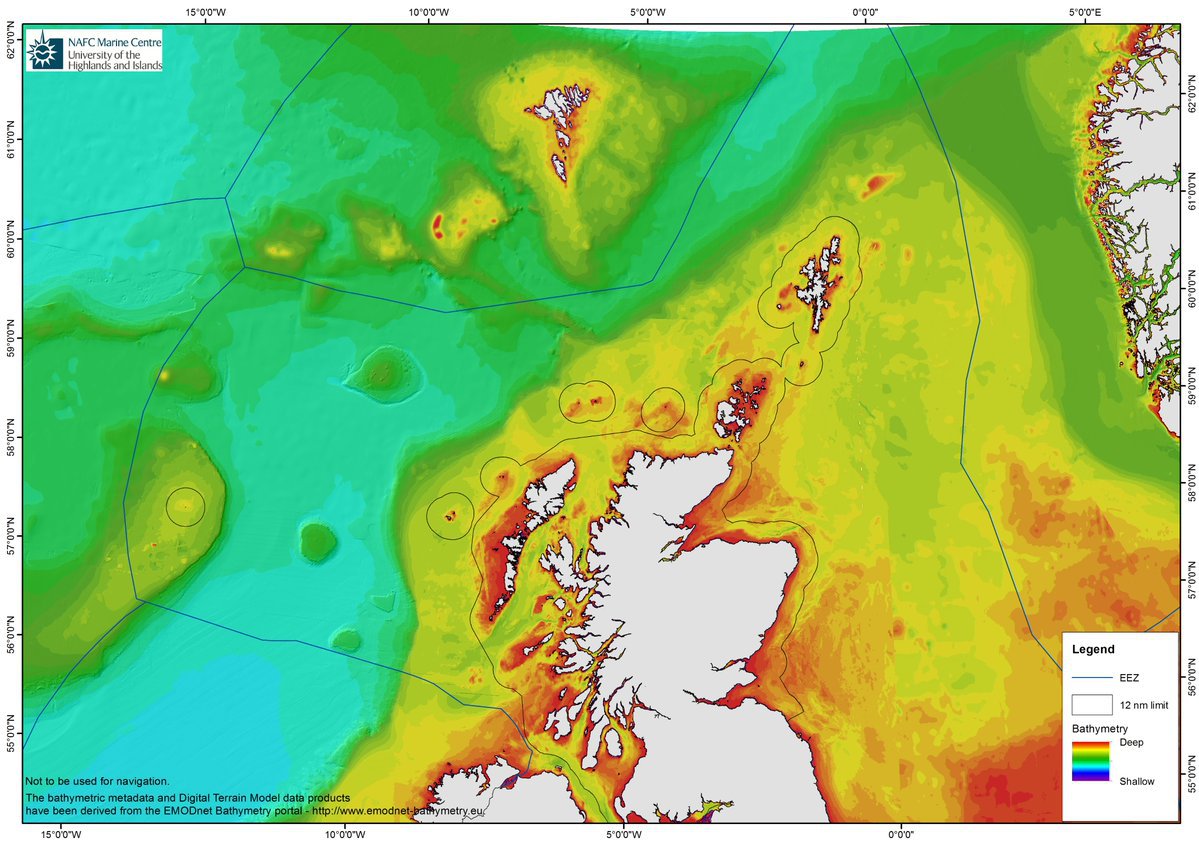 15°0'0"W 10°0'0"W 5°0'0"W 0°0'0" 5°0'0"E
62°0'0"N
61°0'0"N
60°0'0"N
59°0'0"N
58°0'0"N
57°0'0"N
56°0'0"N
55°0'0"N
NAFC Marine Centre
University of the
Highlands and Islands
62°0'0"N
61°0'0"N
60°0'0"N
59°0'0"N
58°0'0"N
57°0'0"N
56°0'0"N
55°0'0"N
Legend
EEZ
12 nm limit
Bathymetry
Deep
Shallow
Not to be used for navigation.
The bathymetric metadata and Digital Terrain Model data products
have been derived from the EMODnet Bathymetry portal - http://www.emodnet-bathymetry.eu
15°0'0"W 10°0'0"W 5°0'0"W 0°0'0"